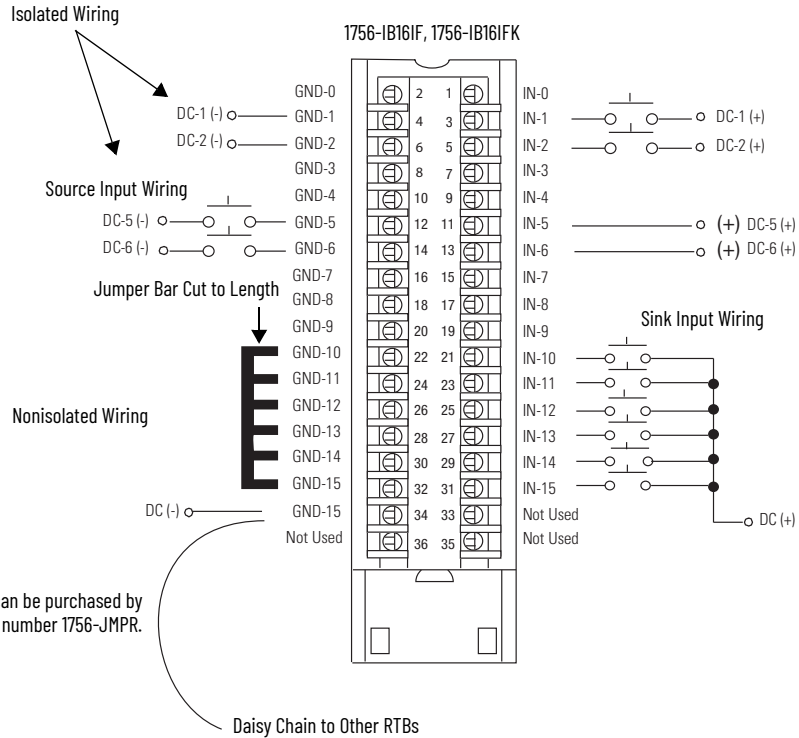 Isolated Wiring
1756-IB16IF, 1756-IB16IFK
GND-0 2 1 IN-0
DC-1 (-) GND-1 4 3 IN-1 DC-1 (+)
DC-2 (-) GND-2 6 5 IN-2 DC-2 (+)
GND-3 8 7 IN-3
Source Input Wiring
GND-4 10 9 IN-4
DC-5 (-) GND-5 12 11 IN-5 (+) DC-5 (+)
DC-6 (-) GND-6 14 13 IN-6 (+) DC-6 (+)
GND-7 16 15 IN-7
Jumper Bar Cut to Length
GND-8 18 17 IN-8
Sink Input Wiring
GND-9 20 19 IN-9
GND-10 22 21 IN-10
GND-11 24 23 IN-11
Nonisolated Wiring
GND-12 26 25 IN-12
GND-13 28 27 IN-13
GND-14 30 29 IN-14
GND-15 32 31 IN-15
DC (-) GND-15 34 33 Not Used DC (+)
Not Used 36 35 Not Used
an be purchased by
number 1756-JMPR.
Daisy Chain to Other RTBs